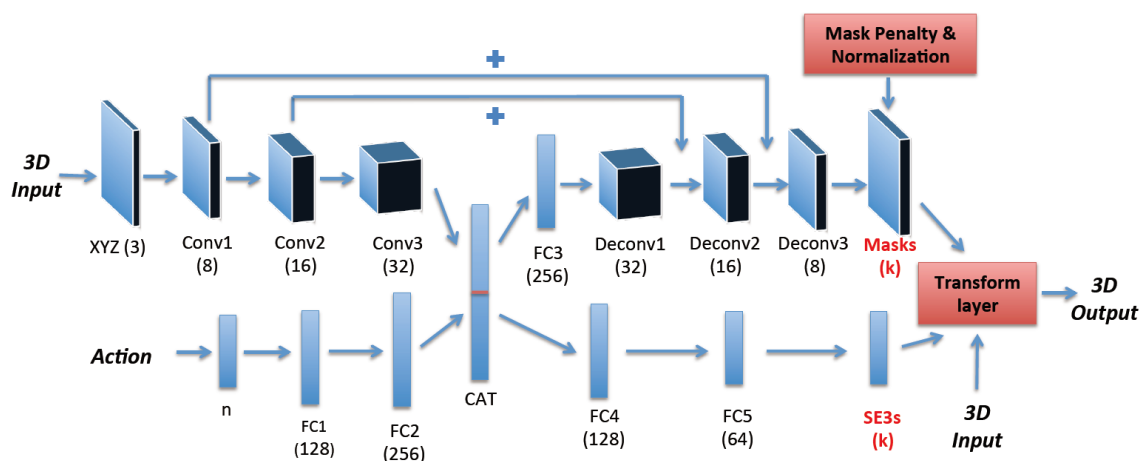 Mask Penalty &
Normalization
3D
Input
XYZ (3)
Conv1
(8)
Conv2
(16)
Conv3
(32)
FC3
(256)
Deconv1
(32)
Deconv2
(16)
Deconv3
(8)
Masks
(k)
Transform
layer
3D
Output
Action
n
FC1
(128)
FC2
(256)
CAT
FC4
(128)
FC5
(64)
SE3s
(k)
3D
Input